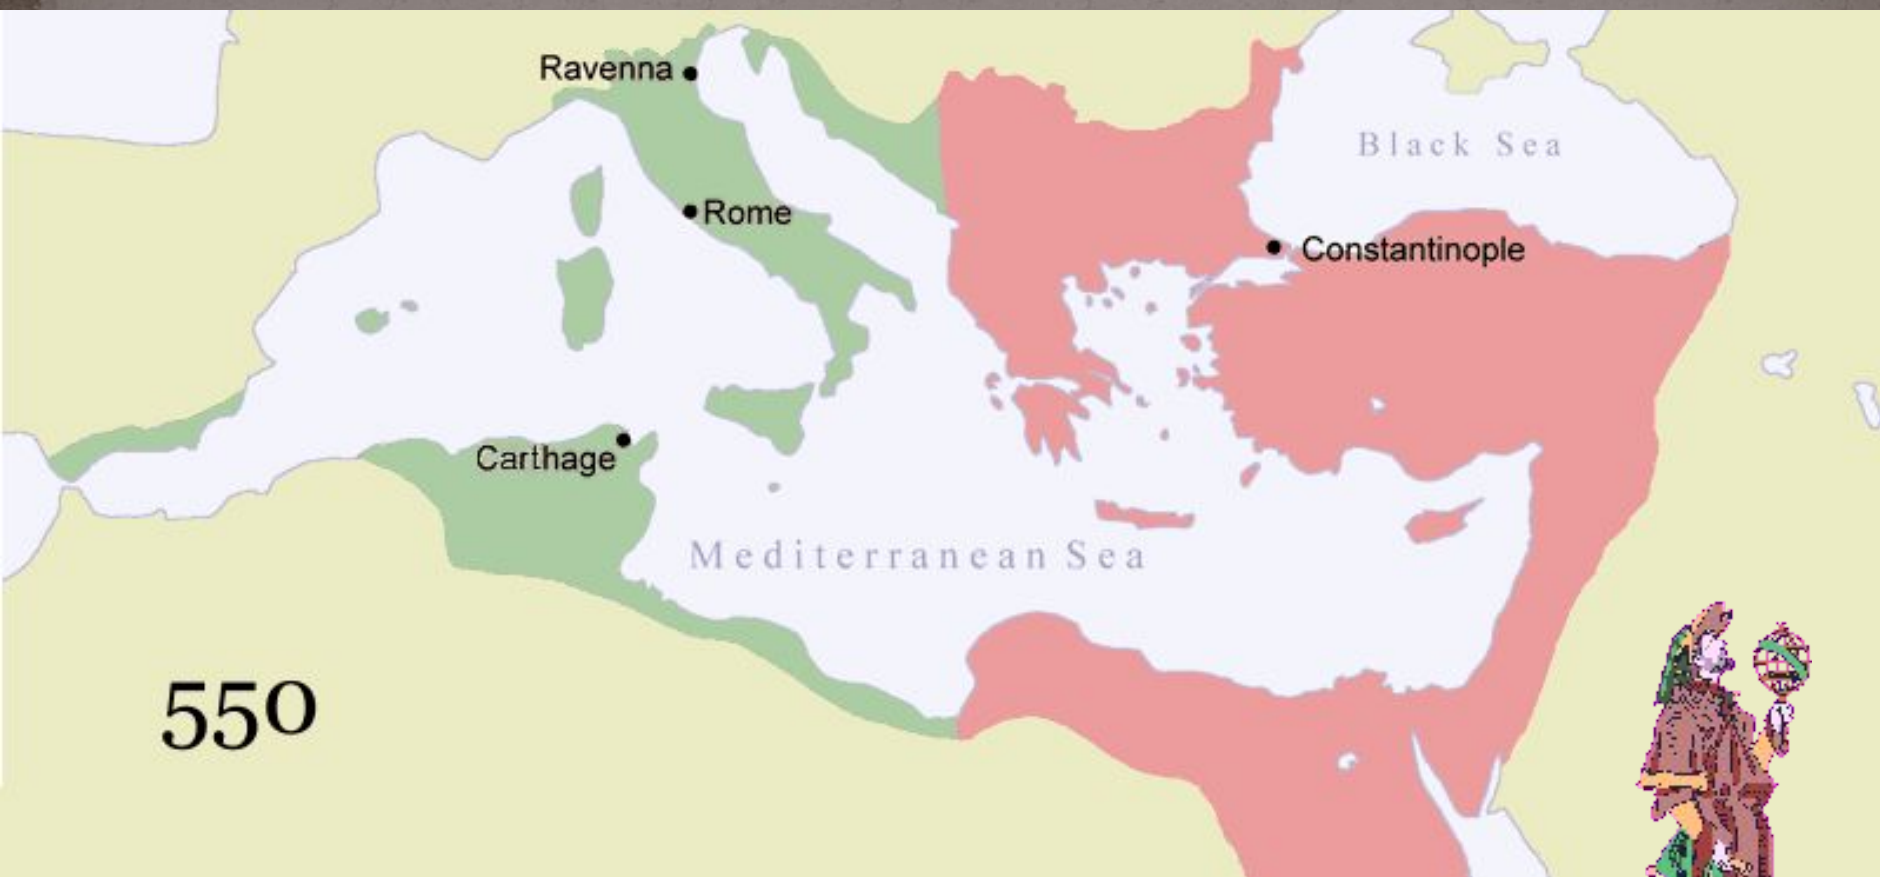 Ravenna
Black Sea
Rome
Constantinople
Carthage
Mediterranean Sea
550